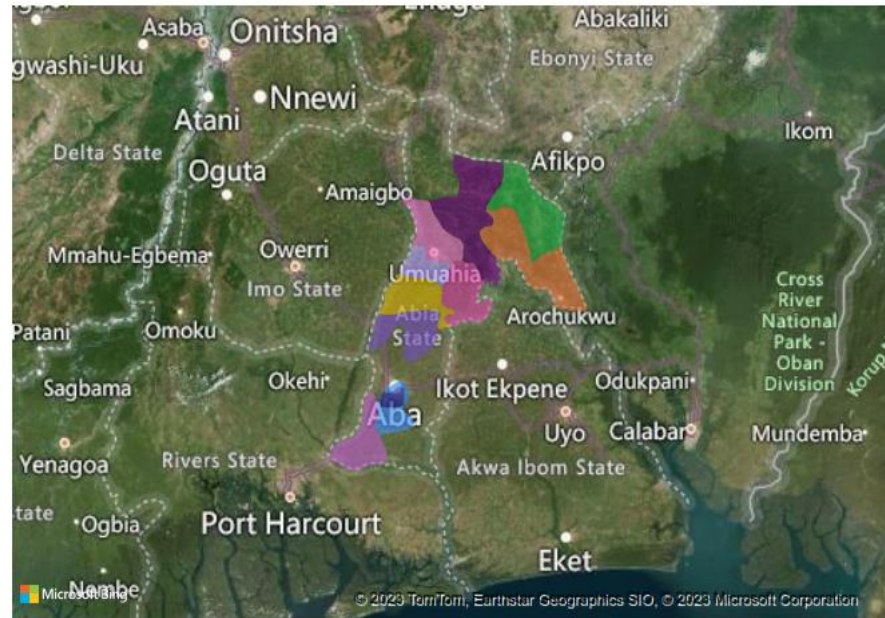 Abakaliki
Asaba
Onitsha
Ebonyi State
gwashi-Uku
Nnewi
Atani
Ikom
Delta State
Afikpo
Oguta
Amaigbo
Mmahu-Egbema
Owerri
Umuahia
Imo State
Cross
River
National
Park -
Oban
Division
Abia
State
Arochukwu
Patani
Omoku
Korup
Sagbama
Okehi
Ikot Ekpene
Odukpani
Aba
Uyo
Calabar
Mundemba
Yenagoa
Rivers State
Akwa Ibom State
tate
Ogbia
Port Harcourt
Eket
Nembe
Microsoft Bing
© 2023 TomTom, Earthstar Geographics SIO, © 2023 Microsoft Corporation